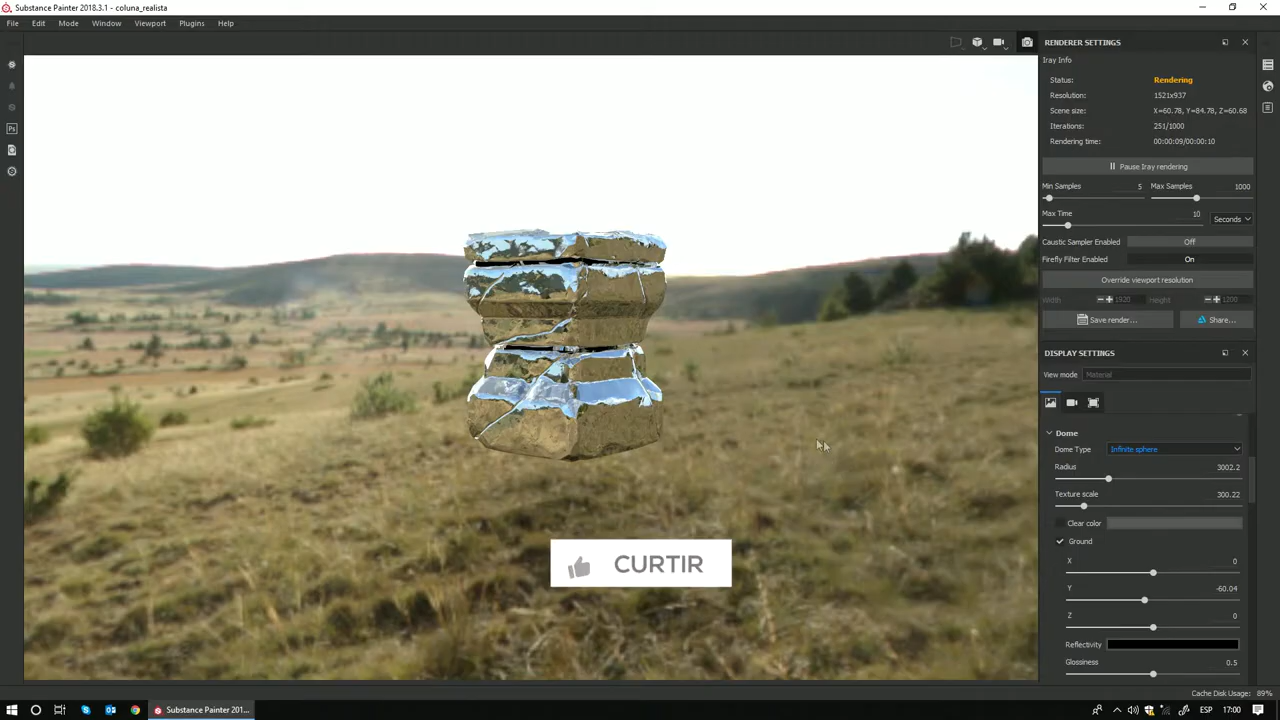 Substance Painter 2018.3.1 - coluna_realista
File Edit Mode Window Viewport Plugins Help
RENDERER SETTINGS
Iray Info
Status: Rendering
Resolution: 1521x937
Scene size: X=60.78, Y=84.78, Z=60.68
Iterations: 251/1000
Rendering time: 00:00:09/00:00:10
Pause Iray rendering
Min Samples 5 Max Samples 1000
Max Time 10 Seconds
Caustic Sampler Enabled Off
Firefly Filter Enabled On
Override viewport resolution
Width 1920 Height 1200
Save render... Share...
DISPLAY SETTINGS
View mode Material
Dome
Dome Type Infinite sphere
Radius 3002.2
Texture scale 300.22
Clear color
Ground
X 0
Y -60.04
Z 0
Reflectivity
Glossiness 0.5
CURTIR
Cache Disk Usage: 89%
Ps
Substance Painter 201... ESP 17:00